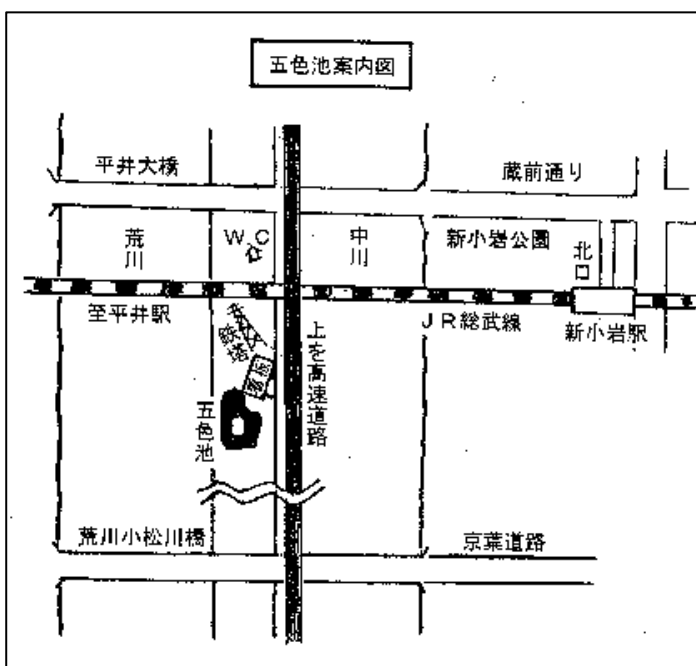 五色池案内図
平井大橋
蔵前通り
荒川
WC
中川
新小岩公園
北口
至平井駅
JR総武線
新小岩駅
鉄塔
上を高速道路
五色池
荒川小松川橋
京葉道路